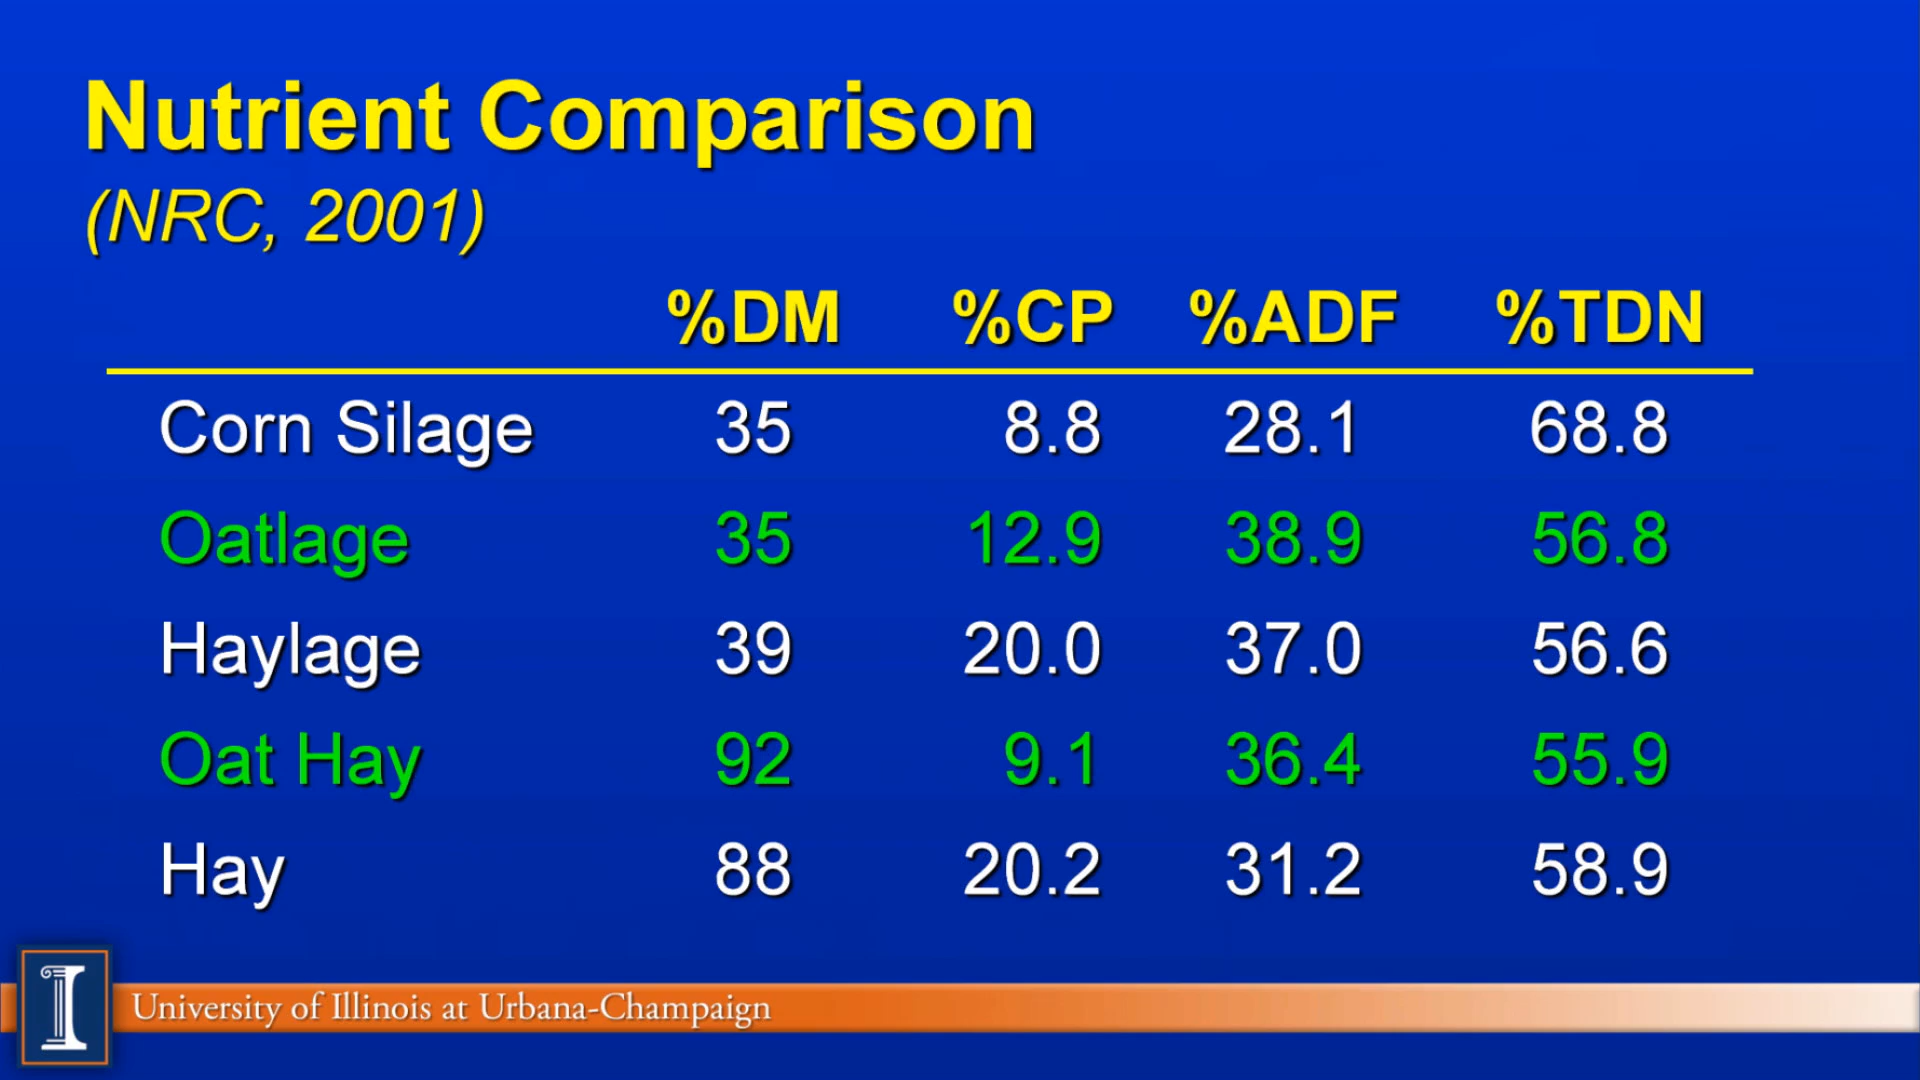 Nutrient Comparison
(NRC, 2001)
%DM %CP %ADF %TDN
Corn Silage 35 8.8 28.1 68.8
Oatlage 35 12.9 38.9 56.8
Haylage 39 20.0 37.0 56.6
Oat Hay 92 9.1 36.4 55.9
Hay 88 20.2 31.2 58.9
I University of Illinois at Urbana-Champaign